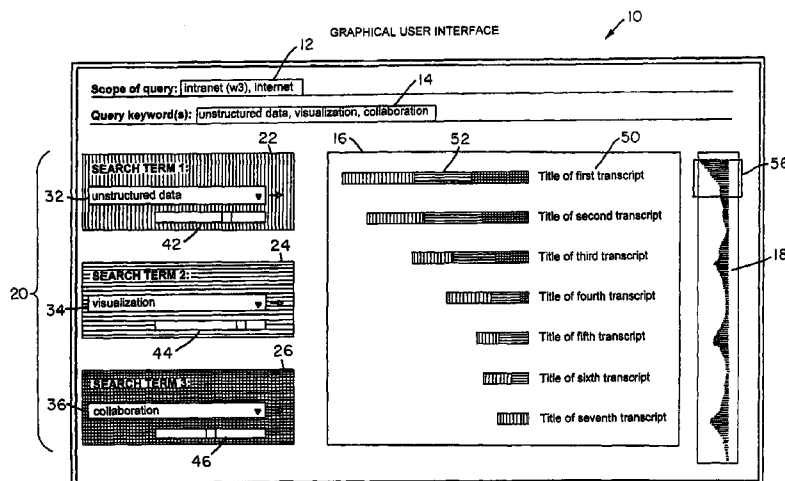 GRAPHICAL USER INTERFACE
10
12
Scope of query: intranet (w3), internet
14
Query keyword(s): unstructured data, visualization, collaboration
22
16
52
50
56
SEARCH TERM 1:
Title of first transcript
32
unstructured data
42
Title of second transcript
24
Title of third transcript
18
20
SEARCH TERM 2:
34
visualization
Title of fourth transcript
44
26
Title of fifth transcript
SEARCH TERM 3:
Title of sixth transcript
36
collaboration
46
Title of seventh transcript